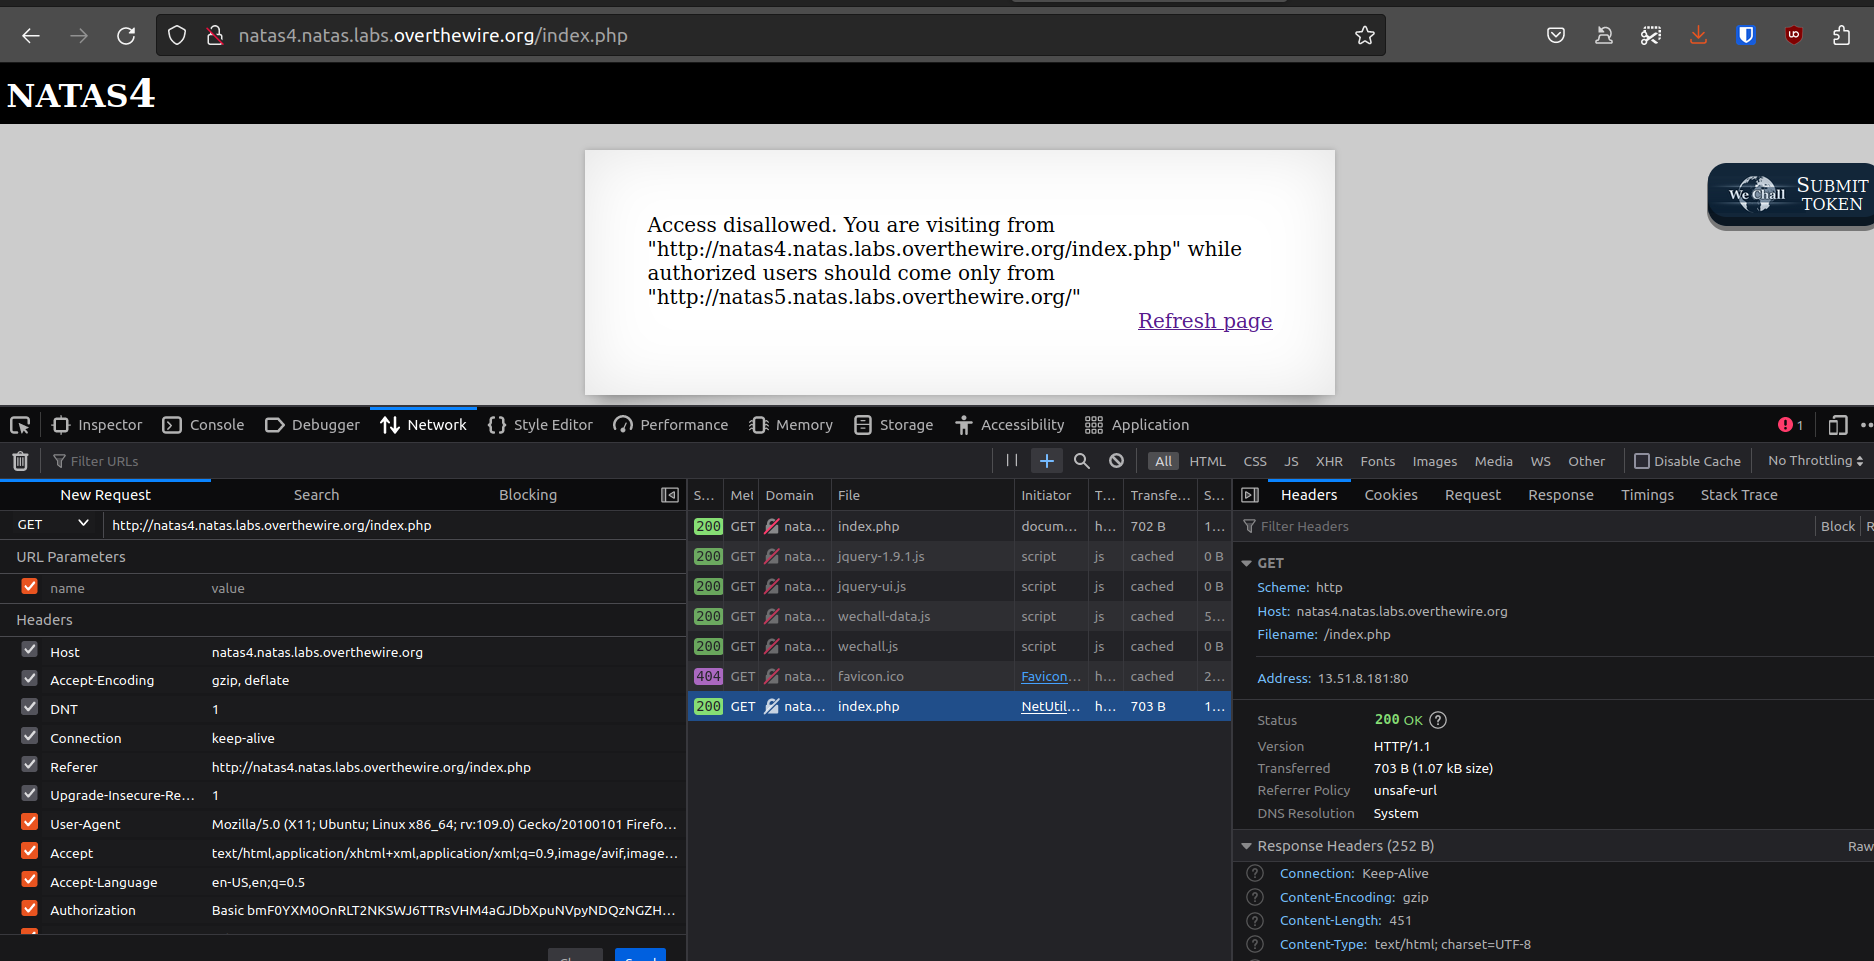 natas4.natas.labs.overthewire.org/index.php
NATAS4
We Chall
SUBMIT
TOKEN
Access disallowed. You are visiting from
"http://natas4.natas.labs.overthewire.org/index.php" while
authorized users should come only from
"http://natas5.natas.labs.overthewire.org/"
Refresh page
Inspector Console Debugger Network Style Editor Performance Memory Storage Accessibility Application 1
Filter URLs All HTML CSS JS XHR Fonts Images Media WS Other Disable Cache No Throttling
New Request Search Blocking
GET http://natas4.natas.labs.overthewire.org/index.php
URL Parameters
name value
Headers
Host natas4.natas.labs.overthewire.org
Accept-Encoding gzip, deflate
DNT 1
Connection keep-alive
Referer http://natas4.natas.labs.overthewire.org/index.php
Upgrade-Insecure-Re... 1
User-Agent Mozilla/5.0 (X11; Ubuntu; Linux x86_64; rv:109.0) Gecko/20100101 Firefo...
Accept text/html,application/xhtml+xml,application/xml;q=0.9,image/avif,image...
Accept-Language en-US,en;q=0.5
Authorization Basic bmF0YXM0OnRLT2NKSWJ6TTRsVHM4aGJDbXpuNVpyNDQzNGZH...
S... Met Domain File Initiator T... Transfe... S...
200 GET nata... index.php docum... h... 702 B 1...
200 GET nata... jquery-1.9.1.js script js cached 0 B
200 GET nata... jquery-ui.js script js cached 0 B
200 GET nata... wechall-data.js script js cached 5...
200 GET nata... wechall.js script js cached 0 B
404 GET nata... favicon.ico Favicon... h... cached 2...
200 GET nata... index.php NetUtil... h... 703 B 1...
Headers Cookies Request Response Timings Stack Trace
Filter Headers Block R
GET
Scheme: http
Host: natas4.natas.labs.overthewire.org
Filename: /index.php
Address: 13.51.8.181:80
Status 200 OK
Version HTTP/1.1
Transferred 703 B (1.07 kB size)
Referrer Policy unsafe-url
DNS Resolution System
Response Headers (252 B) Raw
Connection: Keep-Alive
Content-Encoding: gzip
Content-Length: 451
Content-Type: text/html; charset=UTF-8